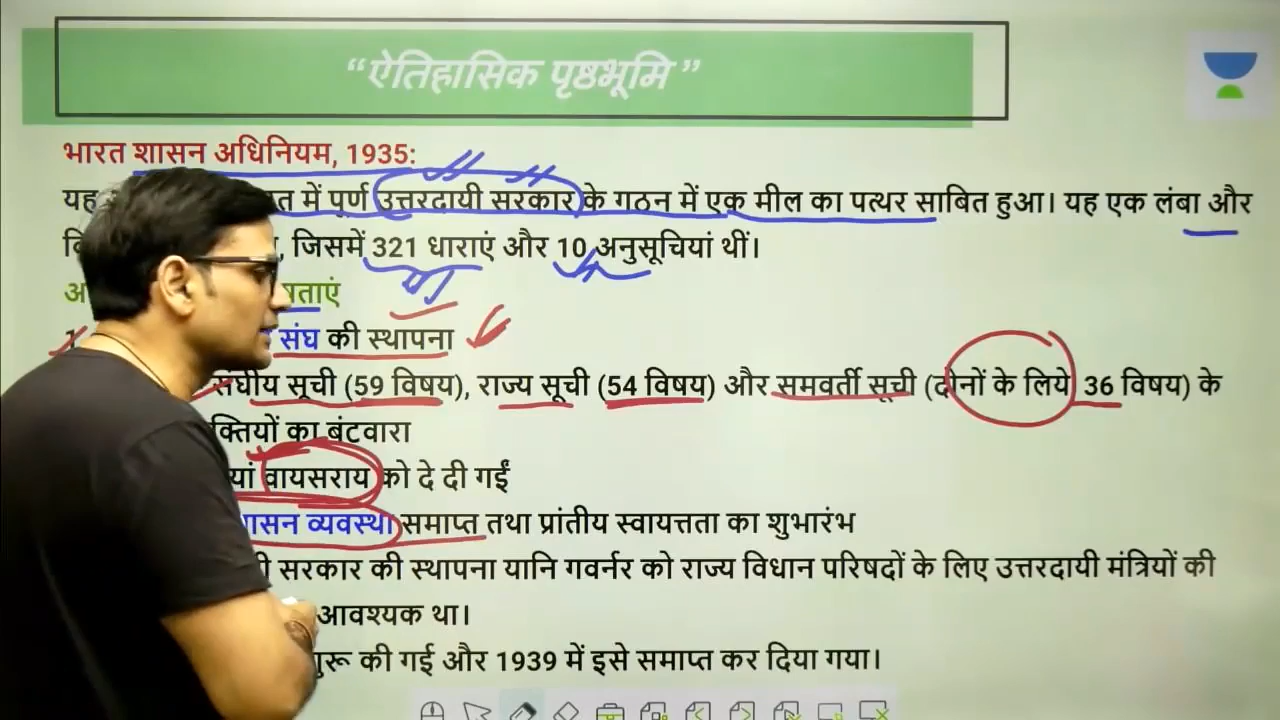 “ऐतिहासिक पृष्ठभूमि”
भारत शासन अधिनियम, 1935:
यह में पूर्ण उत्तरदायी सरकार के गठन में एक मील का पत्थर साबित हुआ। यह एक लंबा और
जिसमें 321 धाराएं और 10 अनुसूचियां थीं।
संघ की स्थापना
संघीय सूची (59 विषय), राज्य सूची (54 विषय) और समवर्ती सूची (दोनों के लिये 36 विषय) के
का बंटवारा
वायसराय को दे दी गईं
व्यवस्था समाप्त तथा प्रांतीय स्वायत्तता का शुभारंभ
सरकार की स्थापना यानि गवर्नर को राज्य विधान परिषदों के लिए उत्तरदायी मंत्रियों की
आवश्यक था।
की गई और 1939 में इसे समाप्त कर दिया गया।